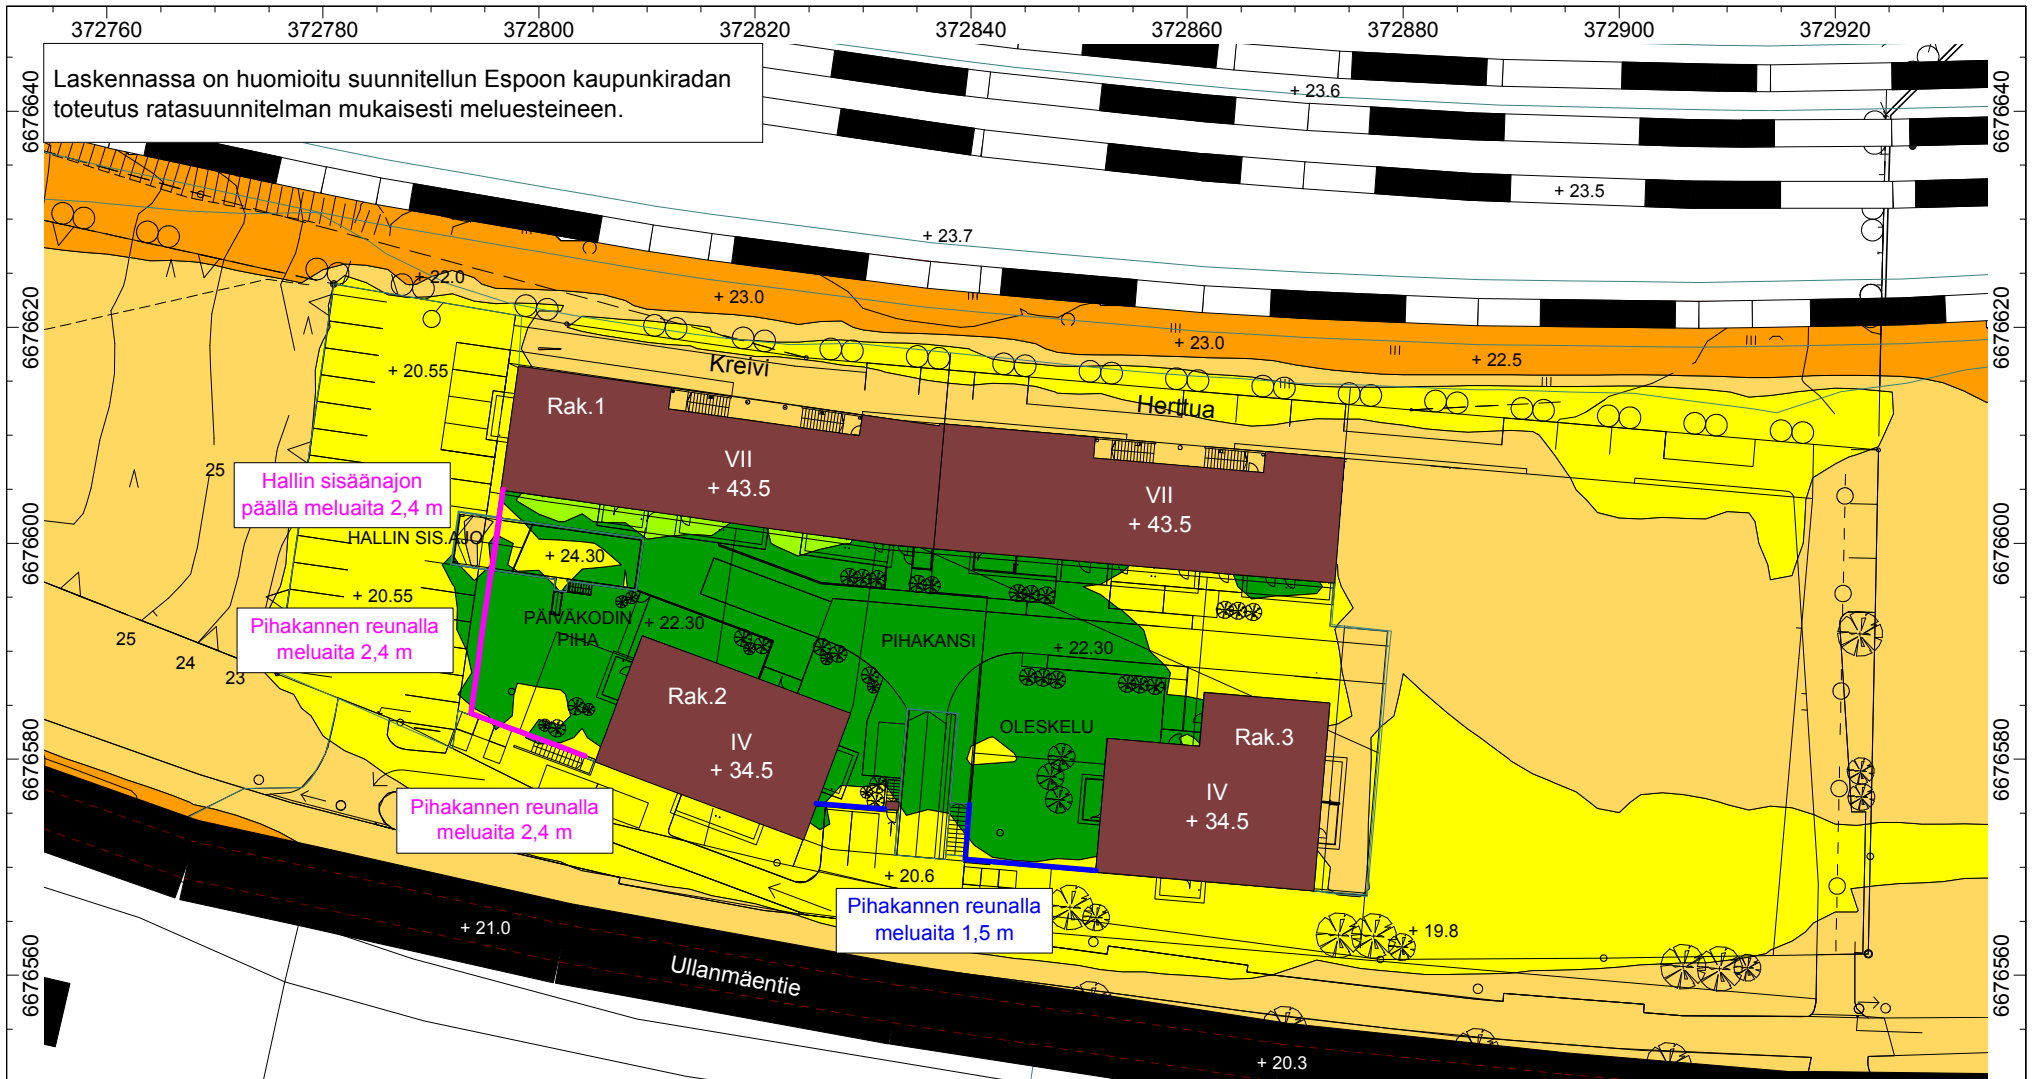 372760 372780 372800 372820 372840 372860 372880 372900 372920
Laskennassa on huomioitu suunnitellun Espoon kaupunkiradan
toteutus ratasuunnitelman mukaisesti meluesteineen.
6676640
6676640
+ 23.6
+ 23.5
+ 23.7
+ 22.0
+ 23.0
+ 23.0
+ 22.5
6676620
6676620
Kreivi
+ 20.55
Herttua
Rak.1
VII
+ 43.5
VII
+ 43.5
25
Hallin sisäänajon
päällä meluaita 2,4 m
HALLIN SIS.AJO
+ 24.30
6676600
6676600
+ 20.55
PÄIVÄKODIN
PIHA
+ 22.30
PIHAKANSI
+ 22.30
Pihakannen reunalla
meluaita 2,4 m
25
24
23
Rak.2
IV
+ 34.5
OLESKELU
Rak.3
IV
+ 34.5
6676580
6676580
Pihakannen reunalla
meluaita 2,4 m
+ 20.6
Pihakannen reunalla
meluaita 1,5 m
+ 19.8
+ 21.0
Ullanmäentie
6676560
6676560
+ 20.3